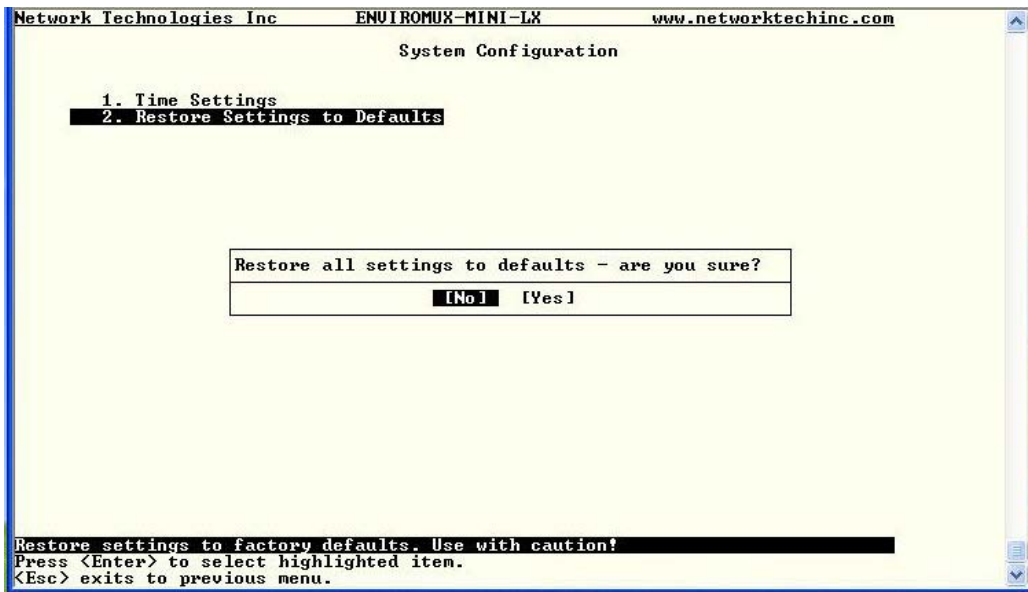 Network Technologies Inc ENVIROMUX-MINI-LX www.networktechinc.com
System Configuration
1. Time Settings
2. Restore Settings to Defaults
Restore all settings to defaults - are you sure?
[No] [Yes]
Restore settings to factory defaults. Use with caution!
Press <Enter> to select highlighted item.
<Esc> exits to previous menu.